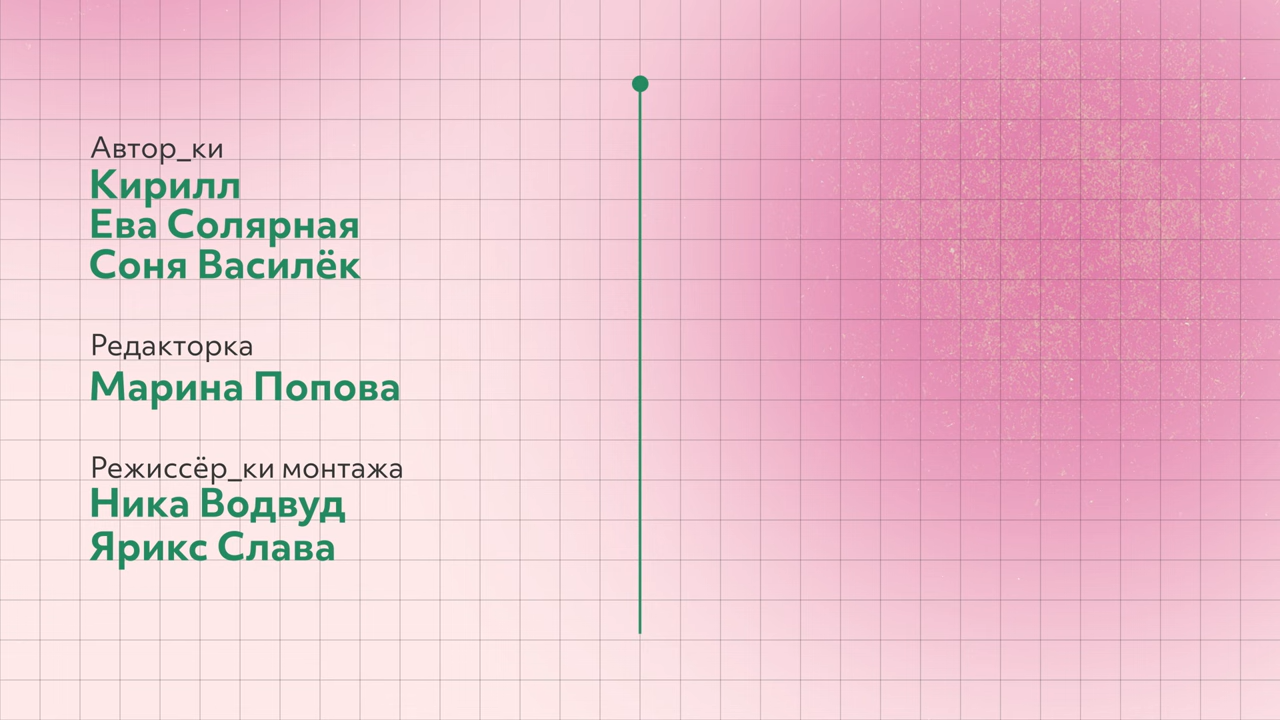 Автор_ки
Кирилл
Ева Солярная
Соня Василёк
Редакторка
Марина Попова
Режиссёр_ки монтажа
Ника Водвуд
Ярикс Слава